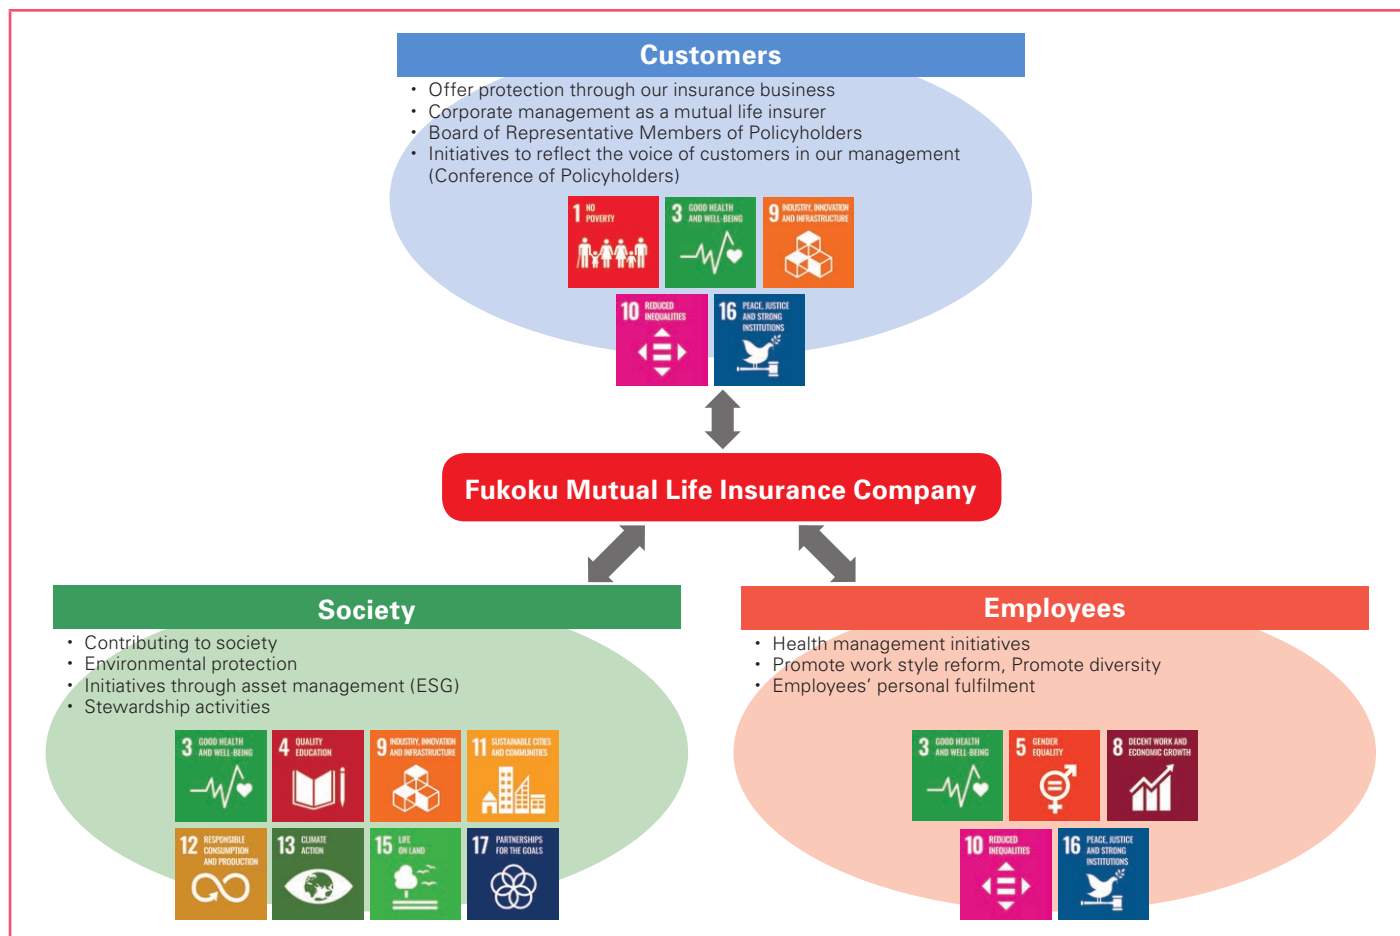 Customers
• Offer protection through our insurance business
• Corporate management as a mutual life insurer
• Board of Representative Members of Policyholders
• Initiatives to reflect the voice of customers in our management
(Conference of Policyholders)
1 NO
POVERTY
3 GOOD HEALTH
AND WELL-BEING
9 INDUSTRY, INNOVATION
AND INFRASTRUCTURE
10 REDUCED
INEQUALITIES
16 PEACE, JUSTICE
AND STRONG
INSTITUTIONS
Fukoku Mutual Life Insurance Company
Society
• Contributing to society
• Environmental protection
• Initiatives through asset management (ESG)
• Stewardship activities
3 GOOD HEALTH
AND WELL-BEING
4 QUALITY
EDUCATION
9 INDUSTRY, INNOVATION
AND INFRASTRUCTURE
11 SUSTAINABLE CITIES
AND COMMUNITIES
12 RESPONSIBLE
CONSUMPTION
AND PRODUCTION
13 CLIMATE
ACTION
15 LIFE
ON LAND
17 PARTNERSHIPS
FOR THE GOALS
Employees
• Health management initiatives
• Promote work style reform, Promote diversity
• Employees’ personal fulfilment
3 GOOD HEALTH
AND WELL-BEING
5 GENDER
EQUALITY
8 DECENT WORK AND
ECONOMIC GROWTH
10 REDUCED
INEQUALITIES
16 PEACE, JUSTICE
AND STRONG
INSTITUTIONS